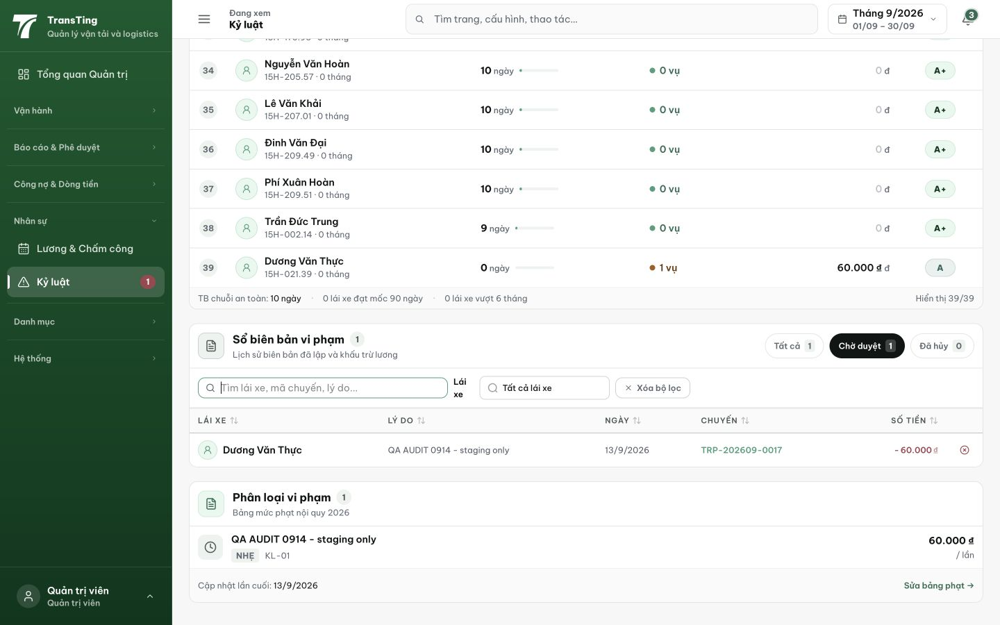 TransTing
Quản lý vận tải và logistics
Tổng quan Quản trị
Vận hành
Báo cáo & Phê duyệt
Công nợ & Dòng tiền
Nhân sự
Lương & Chấm công
Kỷ luật 1
Danh mục
Hệ thống
Quản trị viên
Quản trị viên
Đang xem
Kỷ luật
Tìm trang, cấu hình, thao tác...
Tháng 9/2026
01/09 – 30/09
3
34 Nguyễn Văn Hoàn 10 ngày 0 vụ 0 đ A+
15H-205.57 · 0 tháng
35 Lê Văn Khải 10 ngày 0 vụ 0 đ A+
15H-207.01 · 0 tháng
36 Đinh Văn Đại 10 ngày 0 vụ 0 đ A+
15H-209.49 · 0 tháng
37 Phí Xuân Hoàn 10 ngày 0 vụ 0 đ A+
15H-209.51 · 0 tháng
38 Trần Đức Trung 9 ngày 0 vụ 0 đ A+
15H-002.14 · 0 tháng
39 Dương Văn Thực 0 ngày 1 vụ 60.000 ₫ đ A
15H-021.39 · 0 tháng
TB chuỗi an toàn: 10 ngày · 0 lái xe đạt mốc 90 ngày · 0 lái xe vượt 6 tháng Hiển thị 39/39
Sổ biên bản vi phạm 1
Lịch sử biên bản đã lập và khấu trừ lương
Tất cả 1 Chờ duyệt 1 Đã hủy 0
Tìm lái xe, mã chuyến, lý do...
Lái
xe
Tất cả lái xe
Xóa bộ lọc
LÁI XE LÝ DO NGÀY CHUYẾN SỐ TIỀN
Dương Văn Thực QA AUDIT 0914 - staging only 13/9/2026 TRP-202609-0017 - 60.000 ₫
Phân loại vi phạm 1
Bảng mức phạt nội quy 2026
QA AUDIT 0914 - staging only 60.000 ₫
NHẸ KL-01 / lần
Cập nhật lần cuối: 13/9/2026 Sửa bảng phạt →